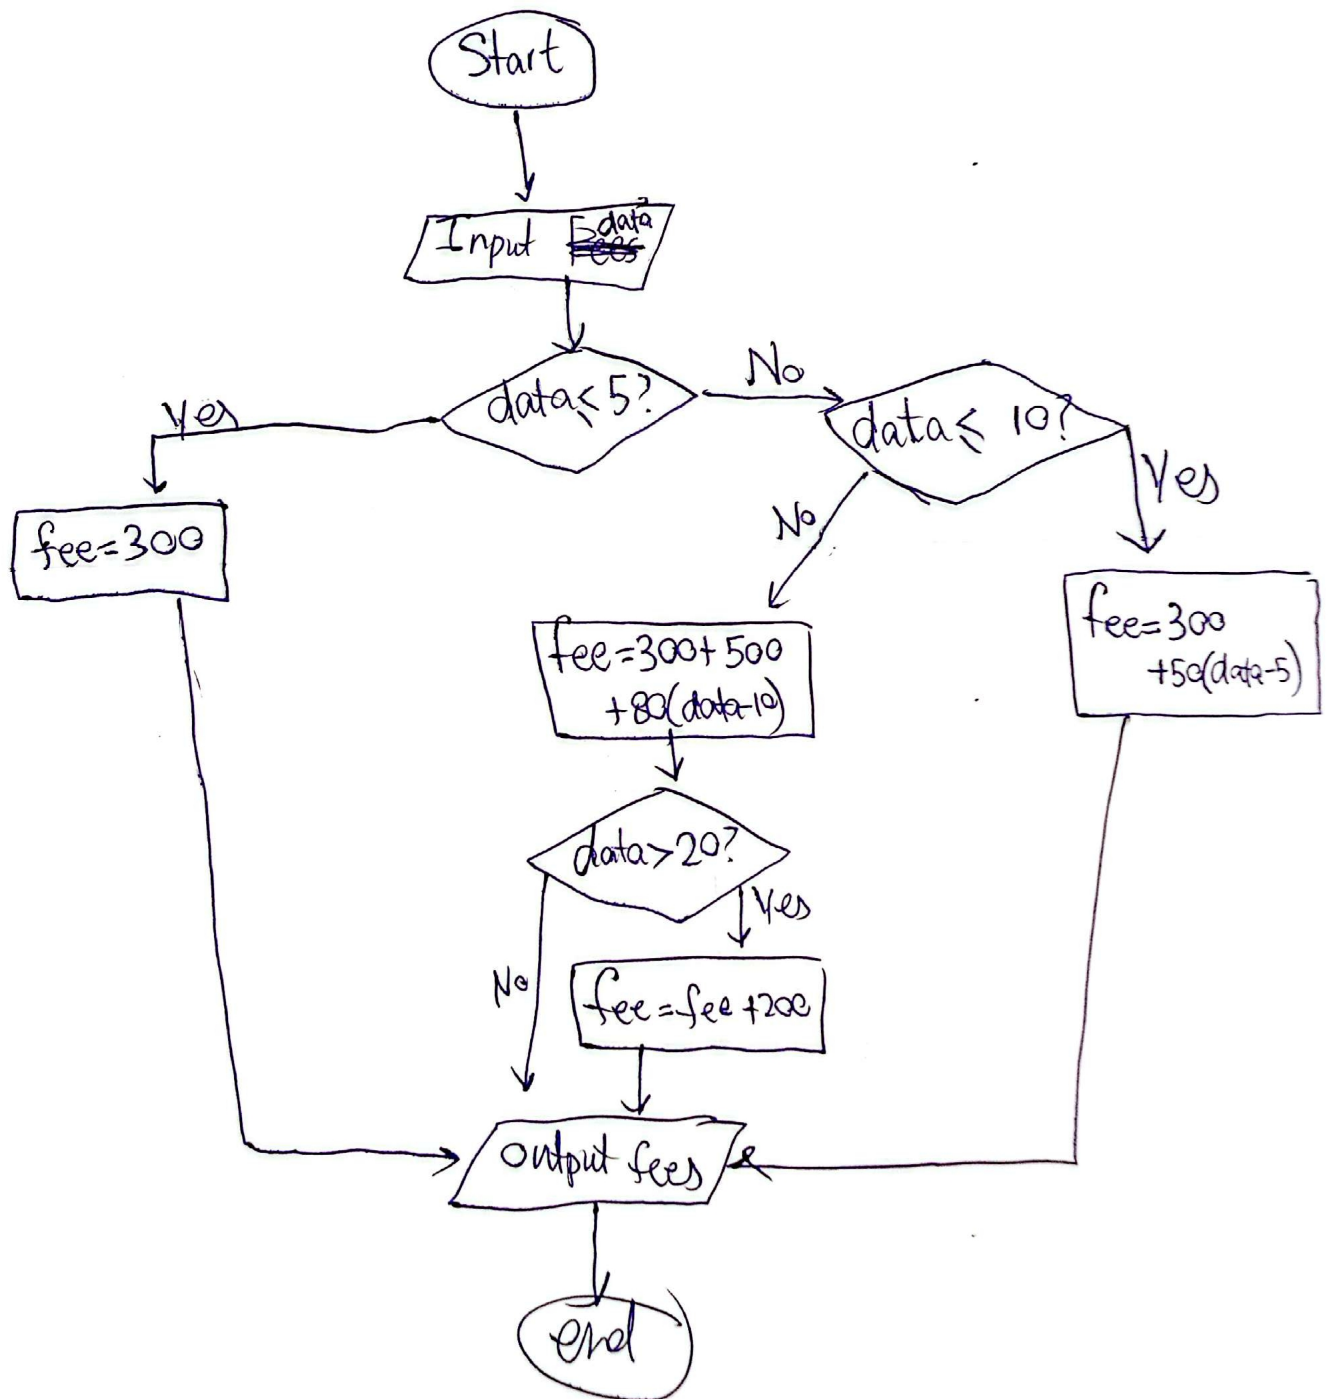 Start
Input data
data≤5?
No
data≤ 10?
Yes
Yes
fee=300
No
fee=300
+50(data-5)
fee=300+500
+80(data-10)
data>20?
Yes
No
fee=fee+200
output fees
end